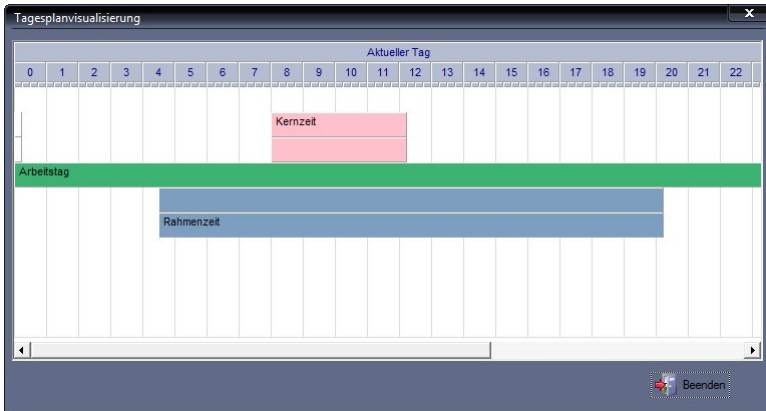 Tagesplanvisualisierung
x
Aktueller Tag
0 1 2 3 4 5 6 7 8 9 10 11 12 13 14 15 16 17 18 19 20 21 22
Kernzeit
Arbeitstag
Rahmenzeit
Beenden